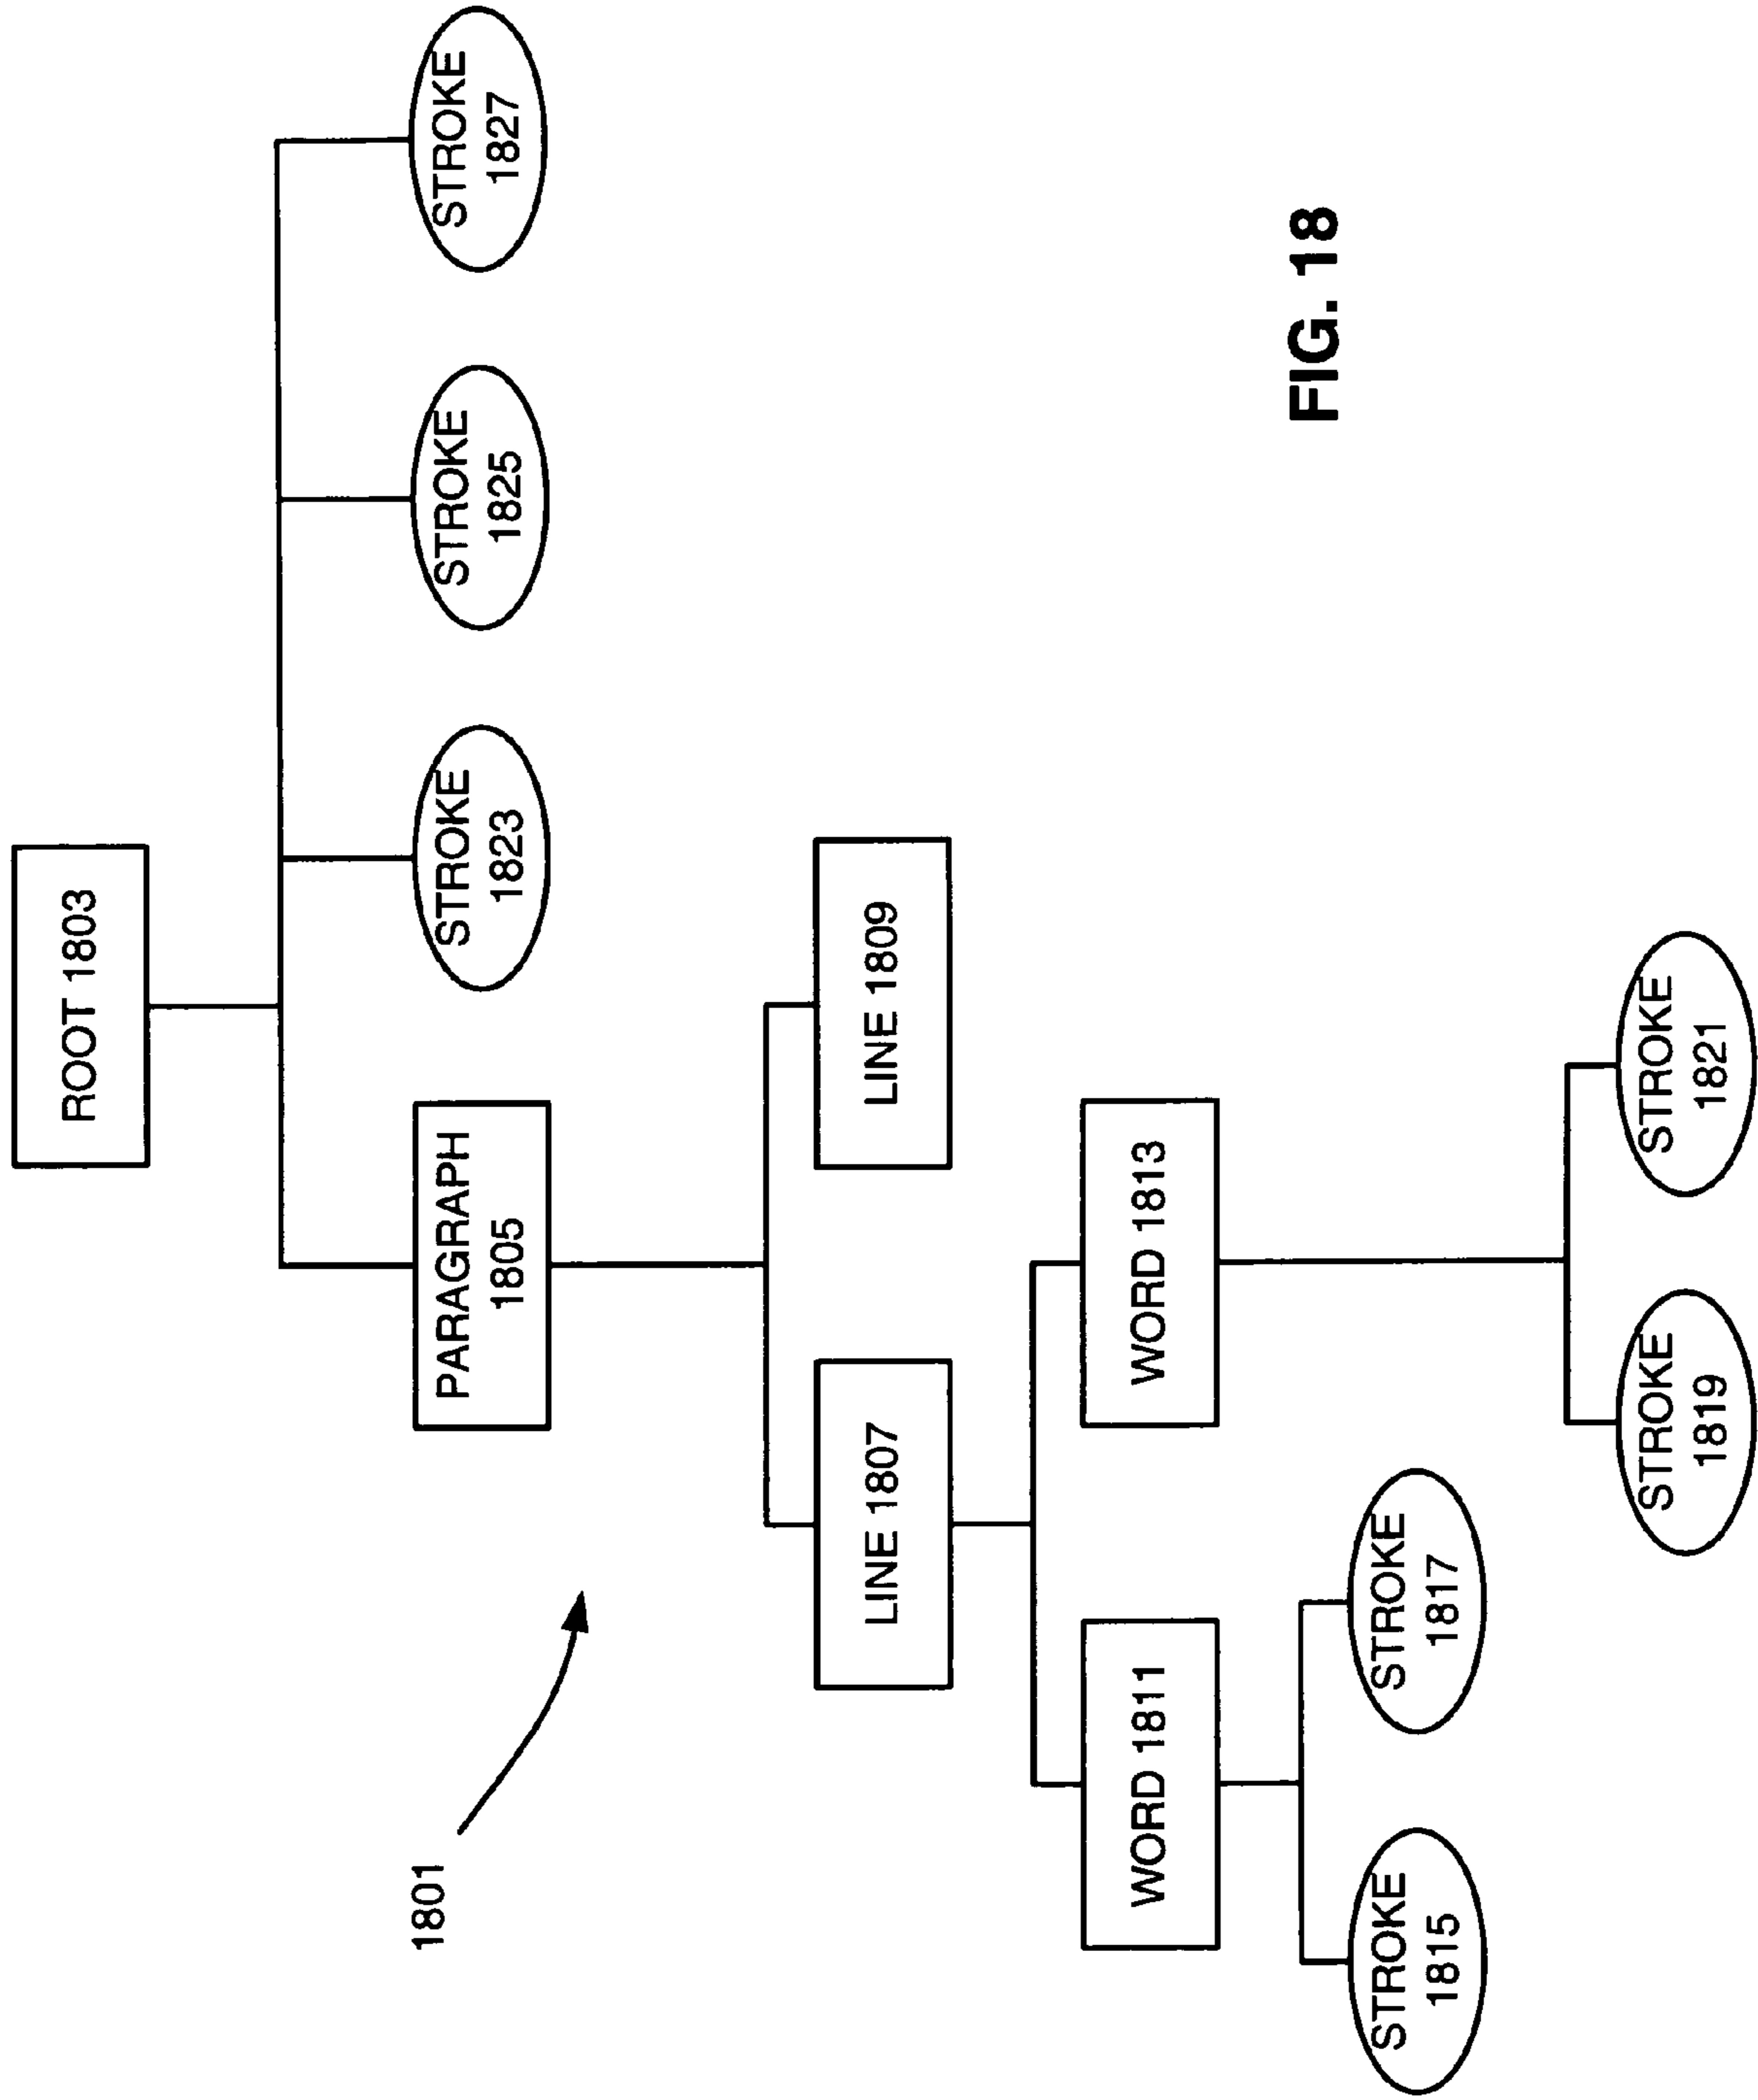 ROOT 1803
PARAGRAPH
1805
STROKE
1823
STROKE
1825
STROKE
1827
1801
LINE 1807
LINE 1809
WORD 1811
WORD 1813
STROKE
1815
STROKE
1817
STROKE
1819
STROKE
1821
FIG. 18